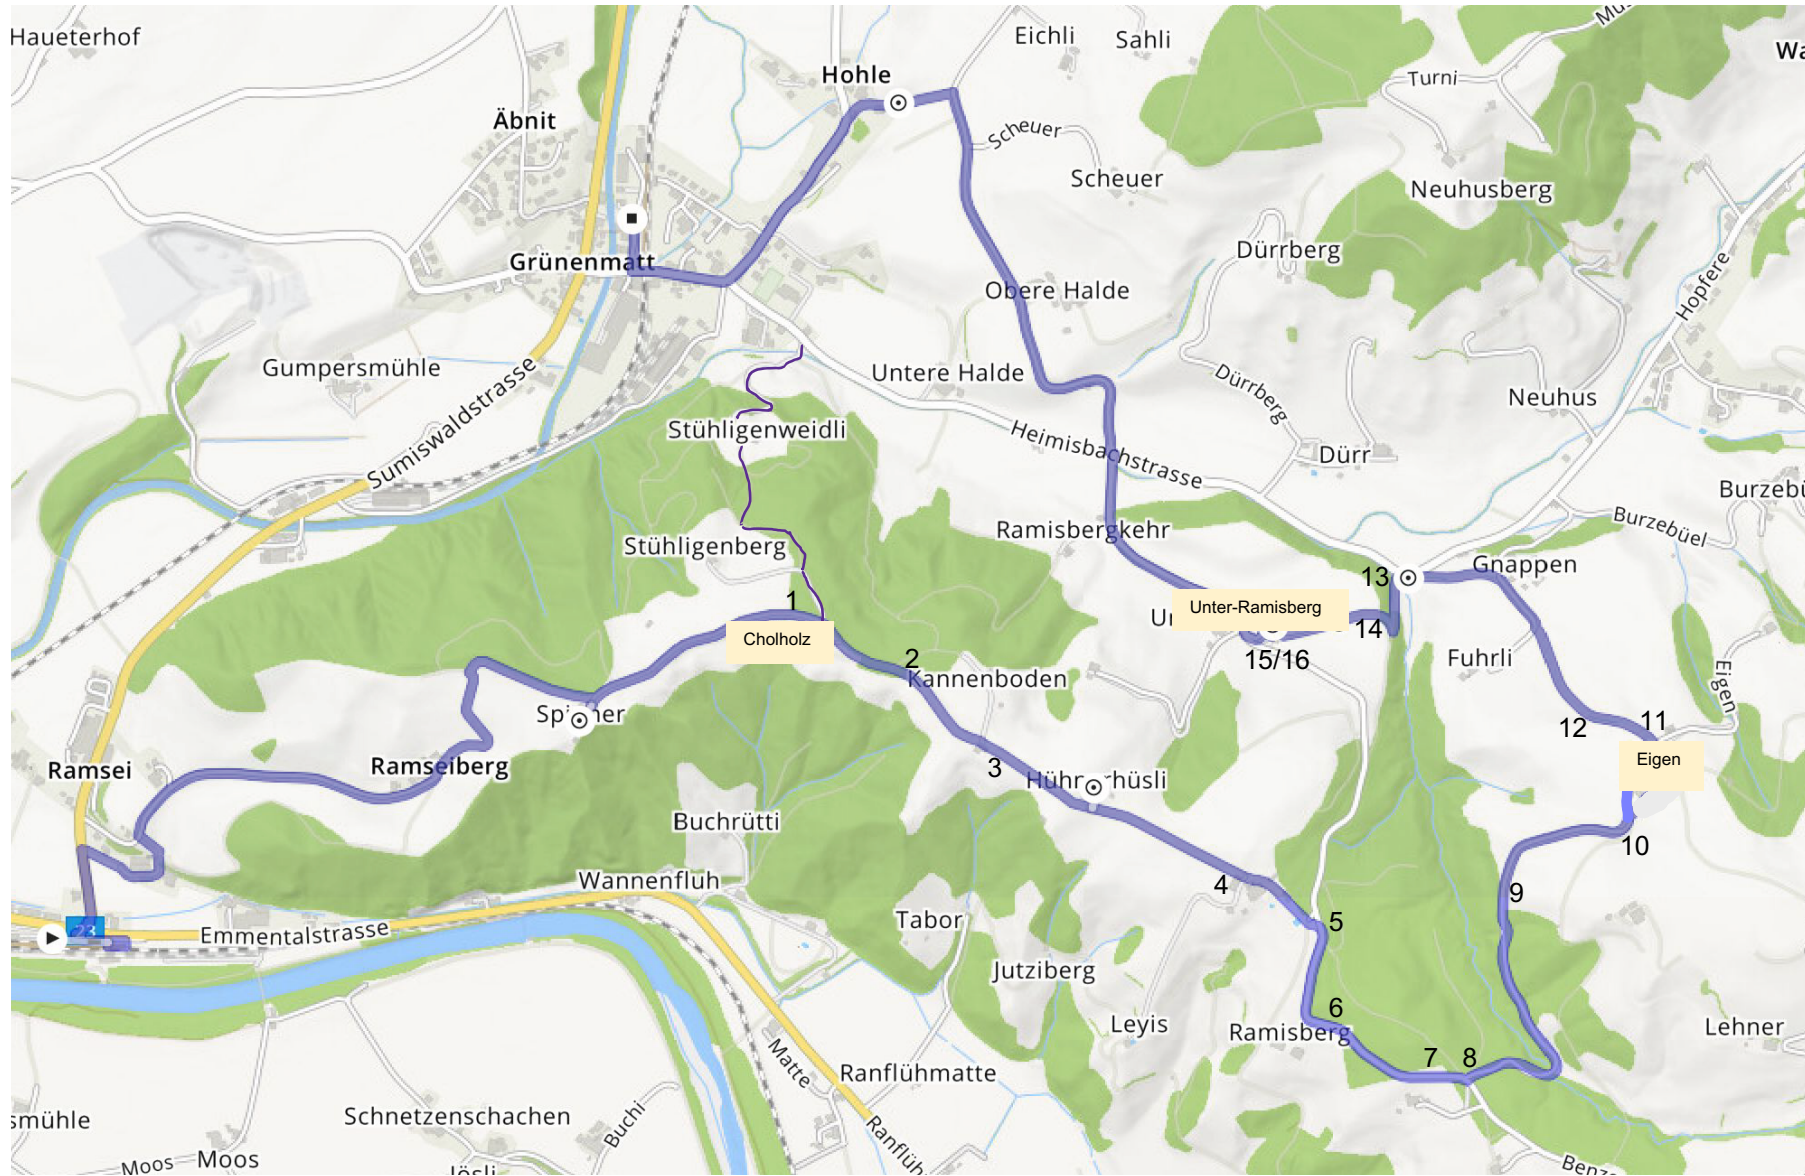 Haueterhof
Eichli
Sahli
Hohle
Turni
Äbnit
Scheuer
Scheuer
Neuhusberg
Dürrberg
Grünenmatt
Obere Halde
Hopfere
Gumpersmühle
Untere Halde
Dürrberg
Neuhus
Sumiswaldstrasse
Stühligenweidli
Heimisbachstrasse
Dürr
Burzebüel
Ramisbergkehr
Stühligenberg
Gnappen
13
1
Unter-Ramisberg
14
Cholholz
15/16
2
Kannenboden
Fuhrli
Eigen
12
11
Ramsei
Ramseiberg
3
Eigen
Buchrütti
10
Wannenfluh
4
9
Tabor
5
23
Emmentalstrasse
Jutziberg
6
Leyis
Ramisberg
Lehner
7
8
Matte
Ranflühmatte
Schnetzenschachen
Buchi
Moos
Moos